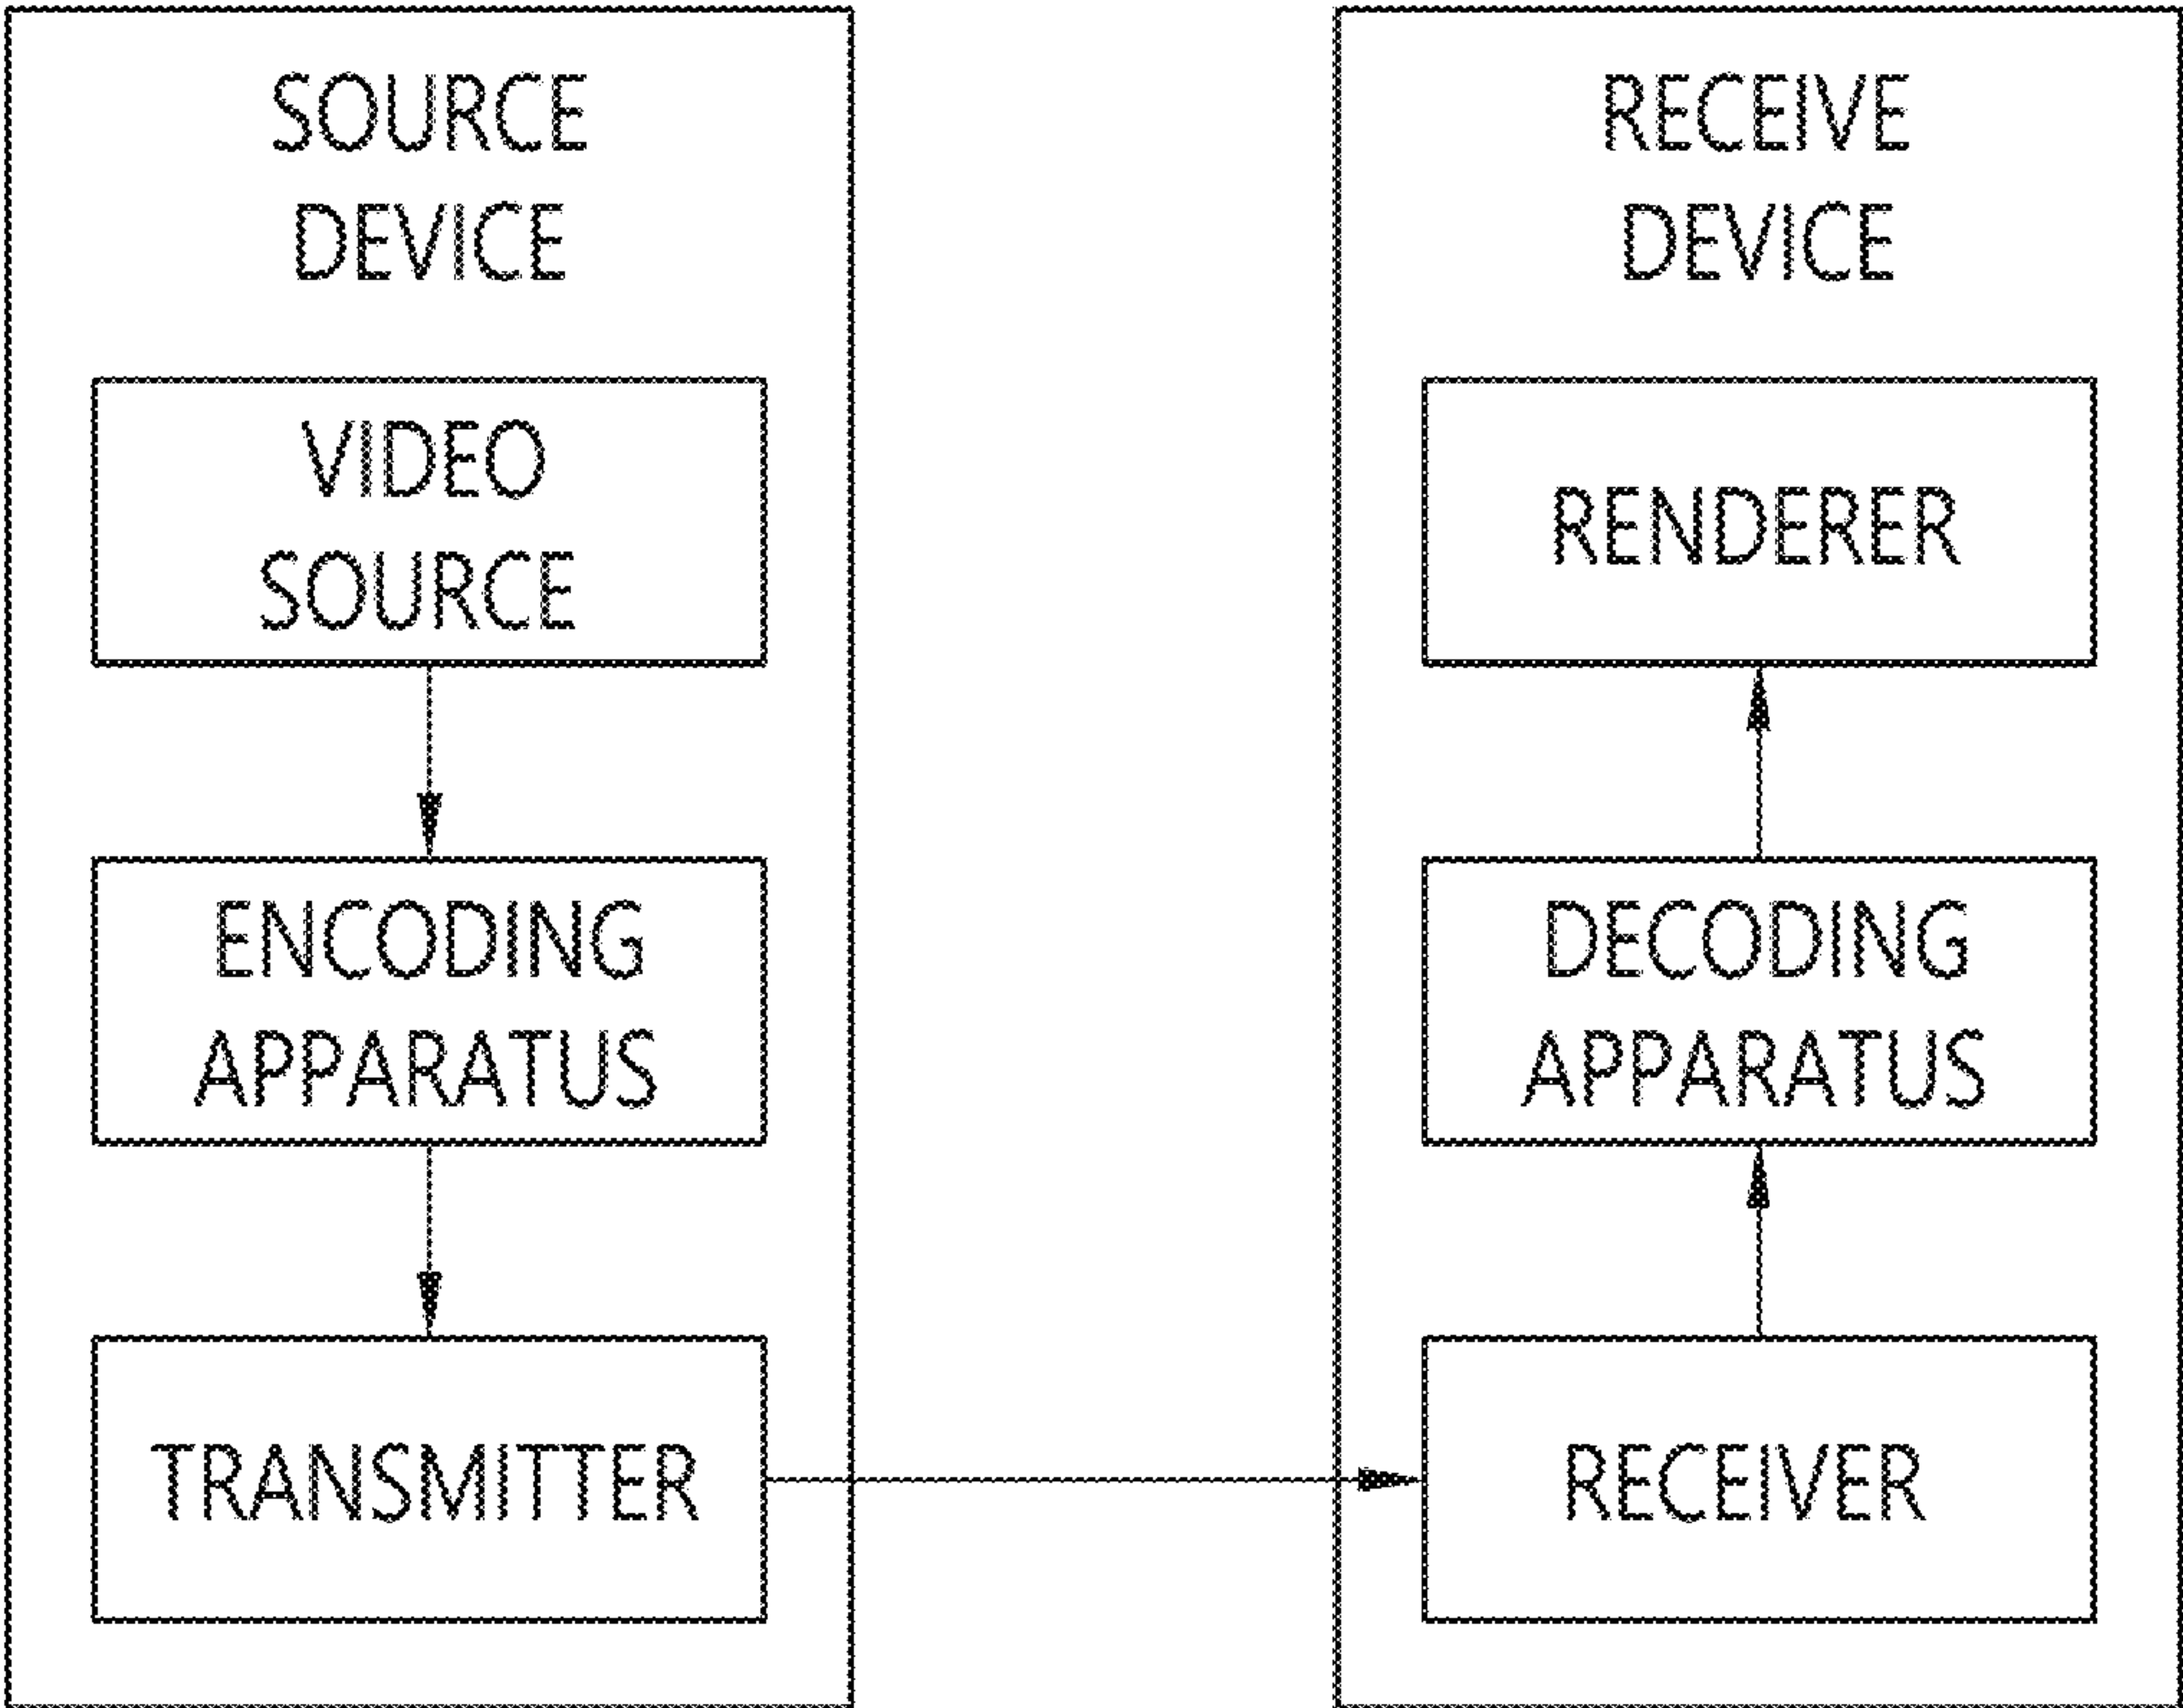 SOURCE
DEVICE
VIDEO
SOURCE
ENCODING
APPARATUS
TRANSMITTER
RECEIVE
DEVICE
RENDERER
DECODING
APPARATUS
RECEIVER